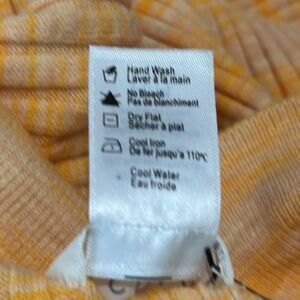 Hand Wash
Laver à la main
No Bleach
Pas de blanchiment
Dry Flat
Sécher à plat
Cool Iron
De fer jusqu'a 110℃
Cool Water
Eau froide